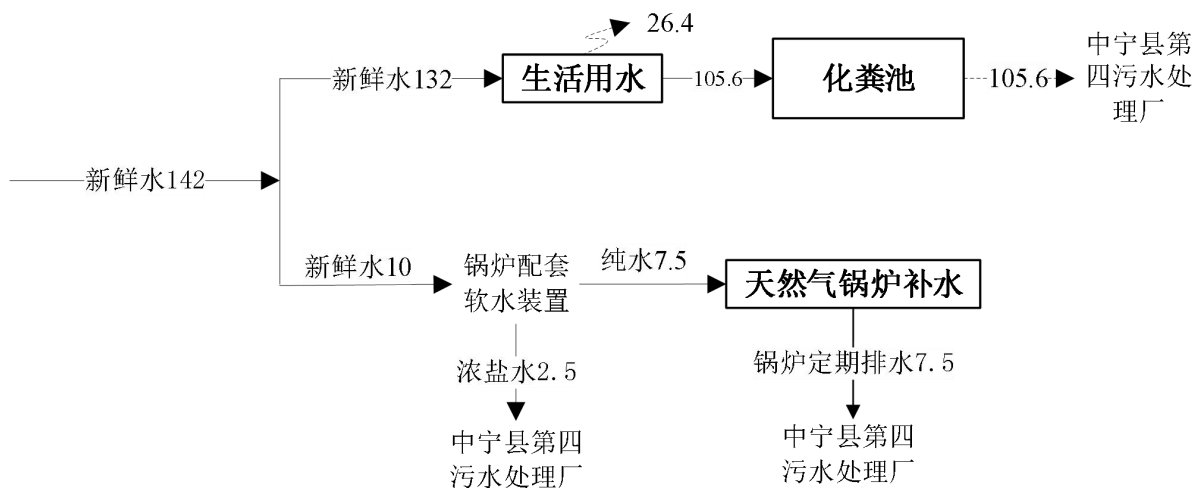 26.4
新鲜水132
生活用水
105.6
化粪池
105.6
中宁县第
四污水处
理厂
新鲜水142
新鲜水10
锅炉配套
软水装置
纯水7.5
天然气锅炉补水
浓盐水2.5
锅炉定期排水7.5
中宁县第四
污水处理厂
中宁县第四
污水处理厂